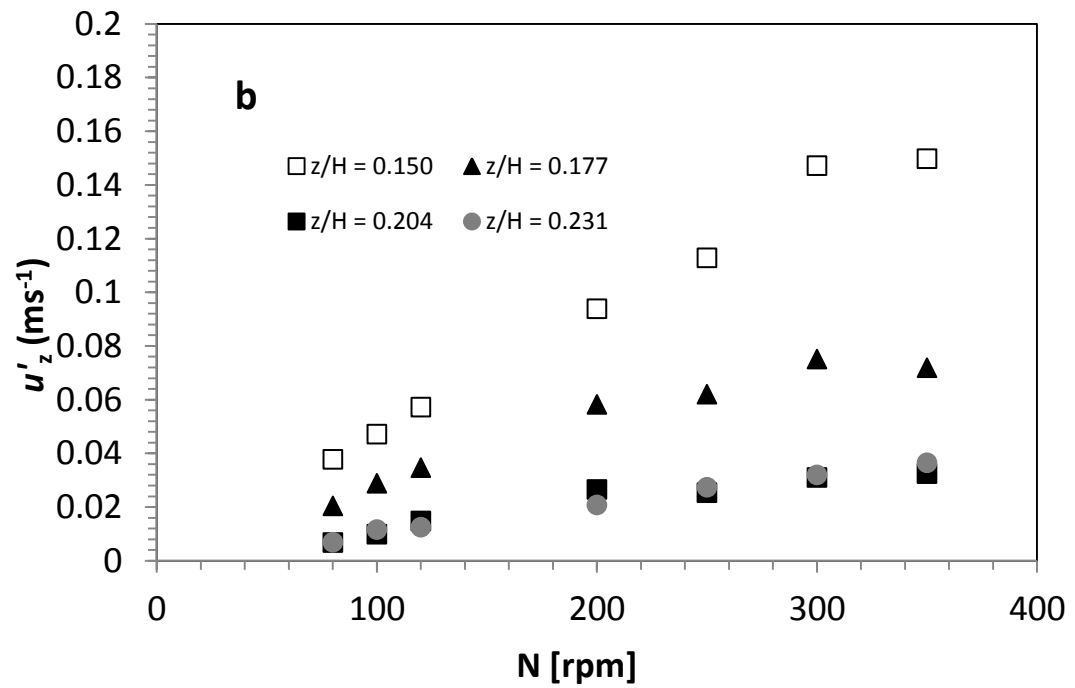 0.2
0.18
0.16
0.14
0.12
0.1
0.08
0.06
0.04
0.02
0
u'z (ms-1)
b
z/H = 0.150 z/H = 0.177
z/H = 0.204 z/H = 0.231
0 100 200 300 400
N [rpm]